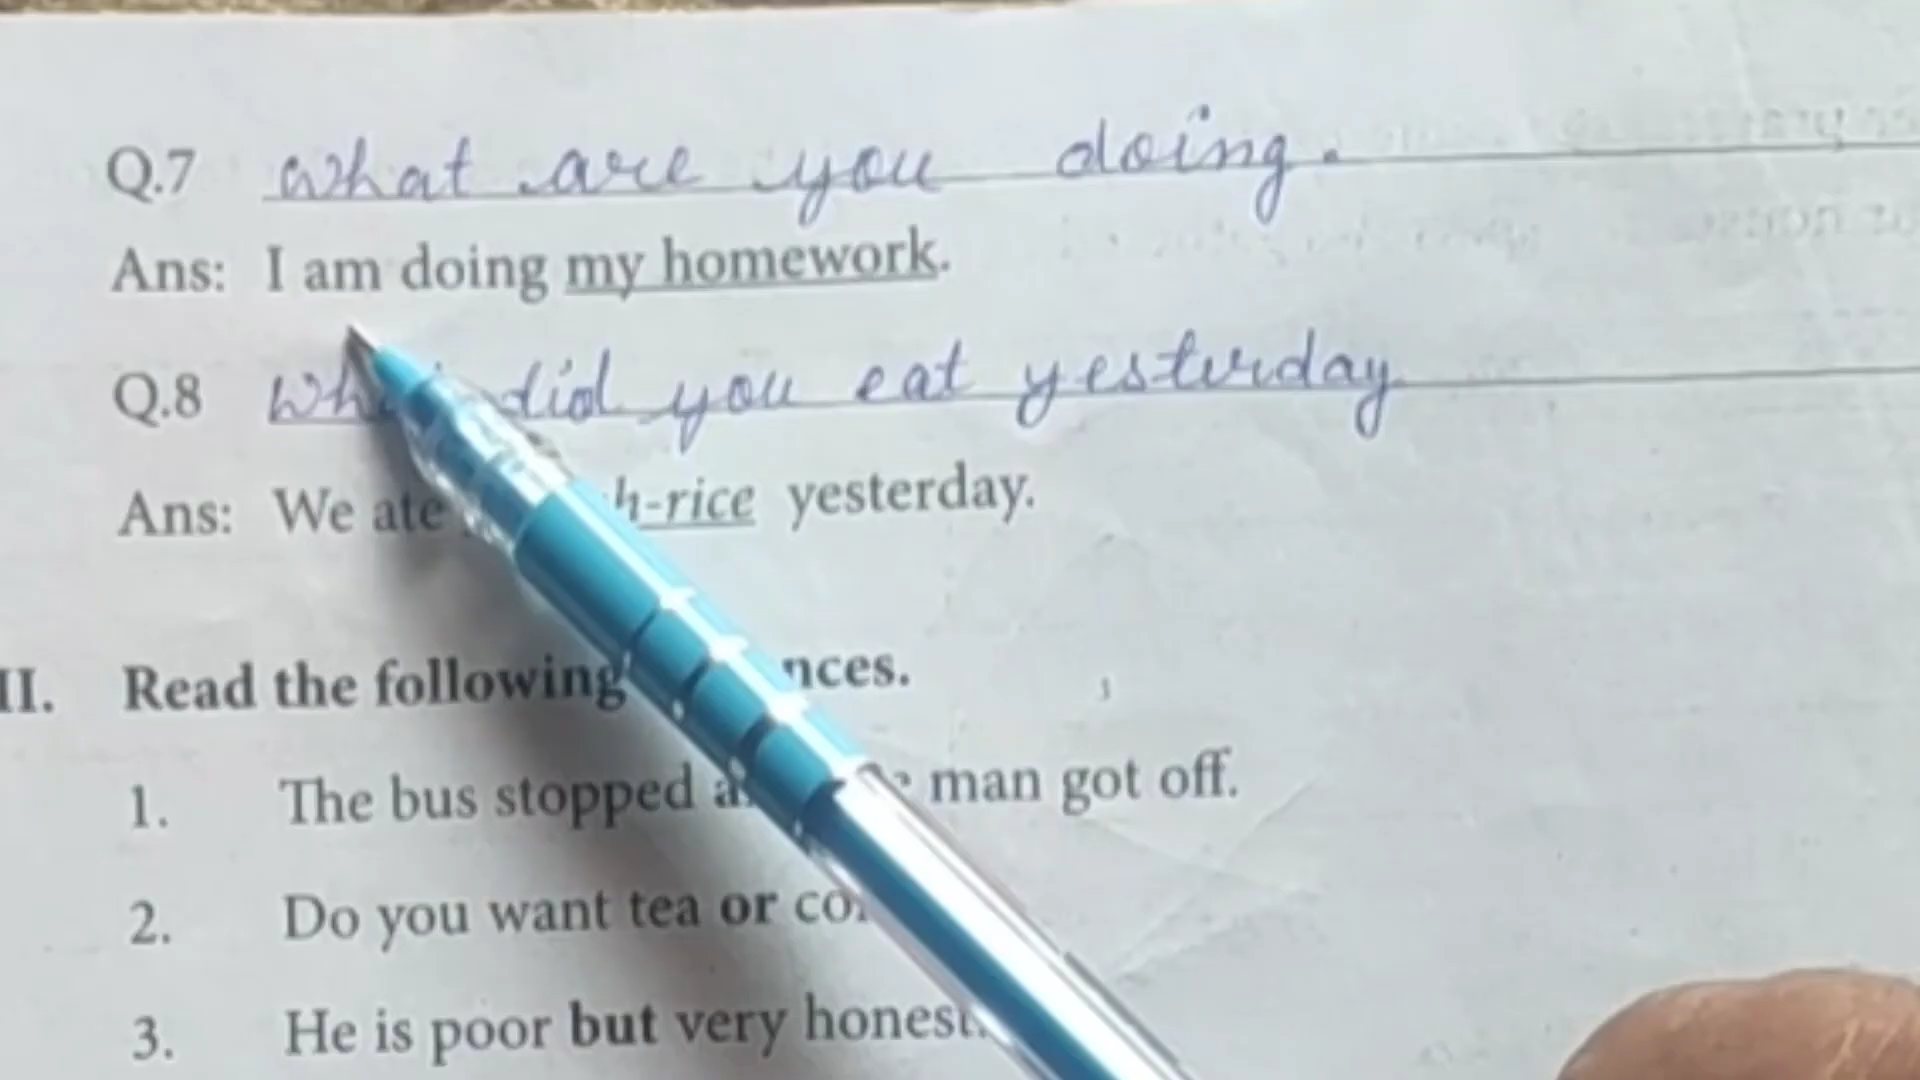 Q.7 what are you doing.
Ans: I am doing my homework.
Q.8 did you eat yesterday
Ans: We ate yesterday.
II. Read the following
1. The bus stopped man got off.
2. Do you want tea or
3. He is poor but very honest.